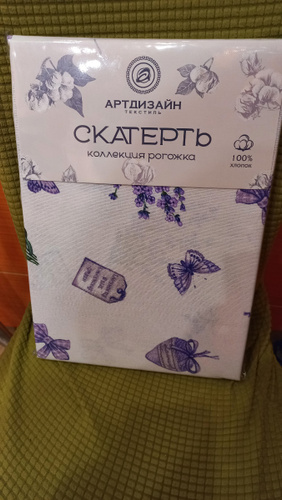 АРТДИЗАЙН
ТЕКСТИЛЬ
СКАТЕРТЬ
КОЛЛЕКЦИЯ РОГОЖКА
100%
ХЛОПОК